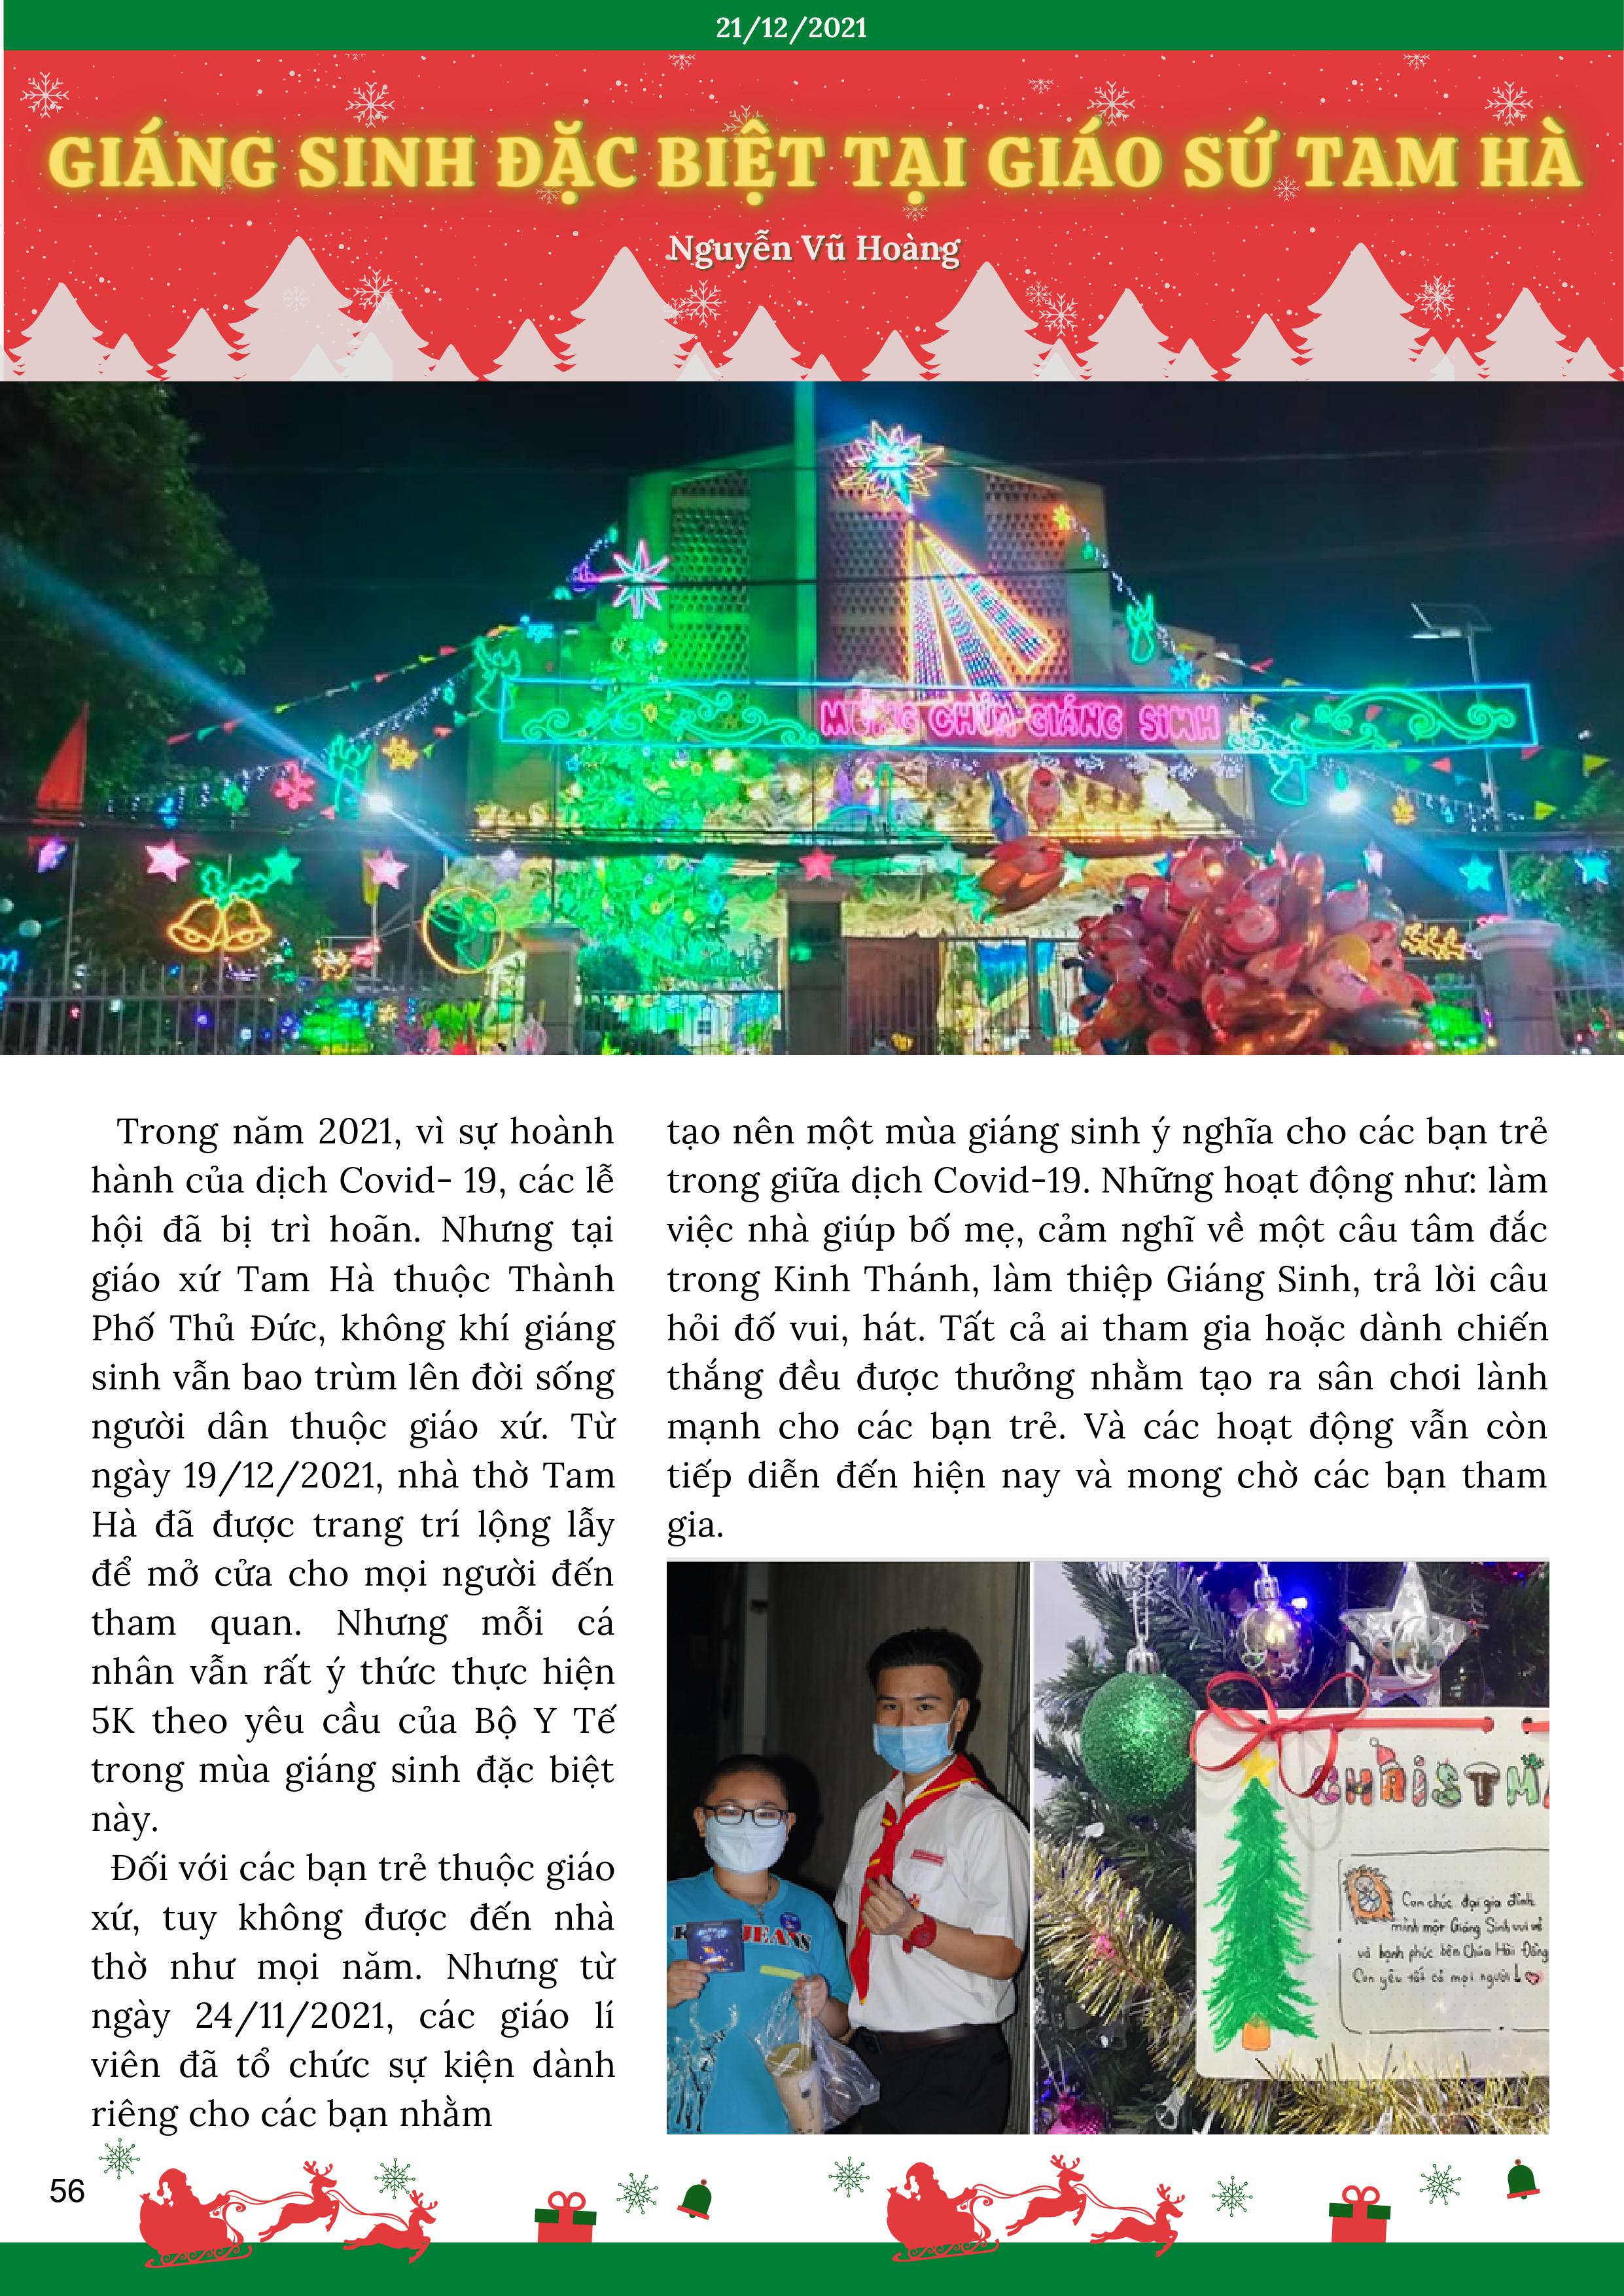 21/12/2021
GIÁNG SINH ĐẶC BIỆT TẠI GIÁO SỨ TAM HÀ
Nguyễn Vũ Hoàng
MỪNG CHÚA GIÁNG SINH
Trong năm 2021, vì sự hoành
hành của dịch Covid- 19, các lễ
hội đã bị trì hoãn. Nhưng tại
giáo xứ Tam Hà thuộc Thành
Phố Thủ Đức, không khí giáng
sinh vẫn bao trùm lên đời sống
người dân thuộc giáo xứ. Từ
ngày 19/12/2021, nhà thờ Tam
Hà đã được trang trí lộng lẫy
để mở cửa cho mọi người đến
tham quan. Nhưng mỗi cá
nhân vẫn rất ý thức thực hiện
5K theo yêu cầu của Bộ Y Tế
trong mùa giáng sinh đặc biệt
này.
Đối với các bạn trẻ thuộc giáo
xứ, tuy không được đến nhà
thờ như mọi năm. Nhưng từ
ngày 24/11/2021, các giáo lí
viên đã tổ chức sự kiện dành
riêng cho các bạn nhằm
tạo nên một mùa giáng sinh ý nghĩa cho các bạn trẻ
trong giữa dịch Covid-19. Những hoạt động như: làm
việc nhà giúp bố mẹ, cảm nghĩ về một câu tâm đắc
trong Kinh Thánh, làm thiệp Giáng Sinh, trả lời câu
hỏi đố vui, hát. Tất cả ai tham gia hoặc dành chiến
thắng đều được thưởng nhằm tạo ra sân chơi lành
mạnh cho các bạn trẻ. Và các hoạt động vẫn còn
tiếp diễn đến hiện nay và mong chờ các bạn tham
gia.
JEANS
CHRISTMA
Con chúc đại gia đình
mình một Giáng Sinh vui vẻ
và hạnh phúc bên Chúa Hài Đồng
Con yêu tất cả mọi người!
56